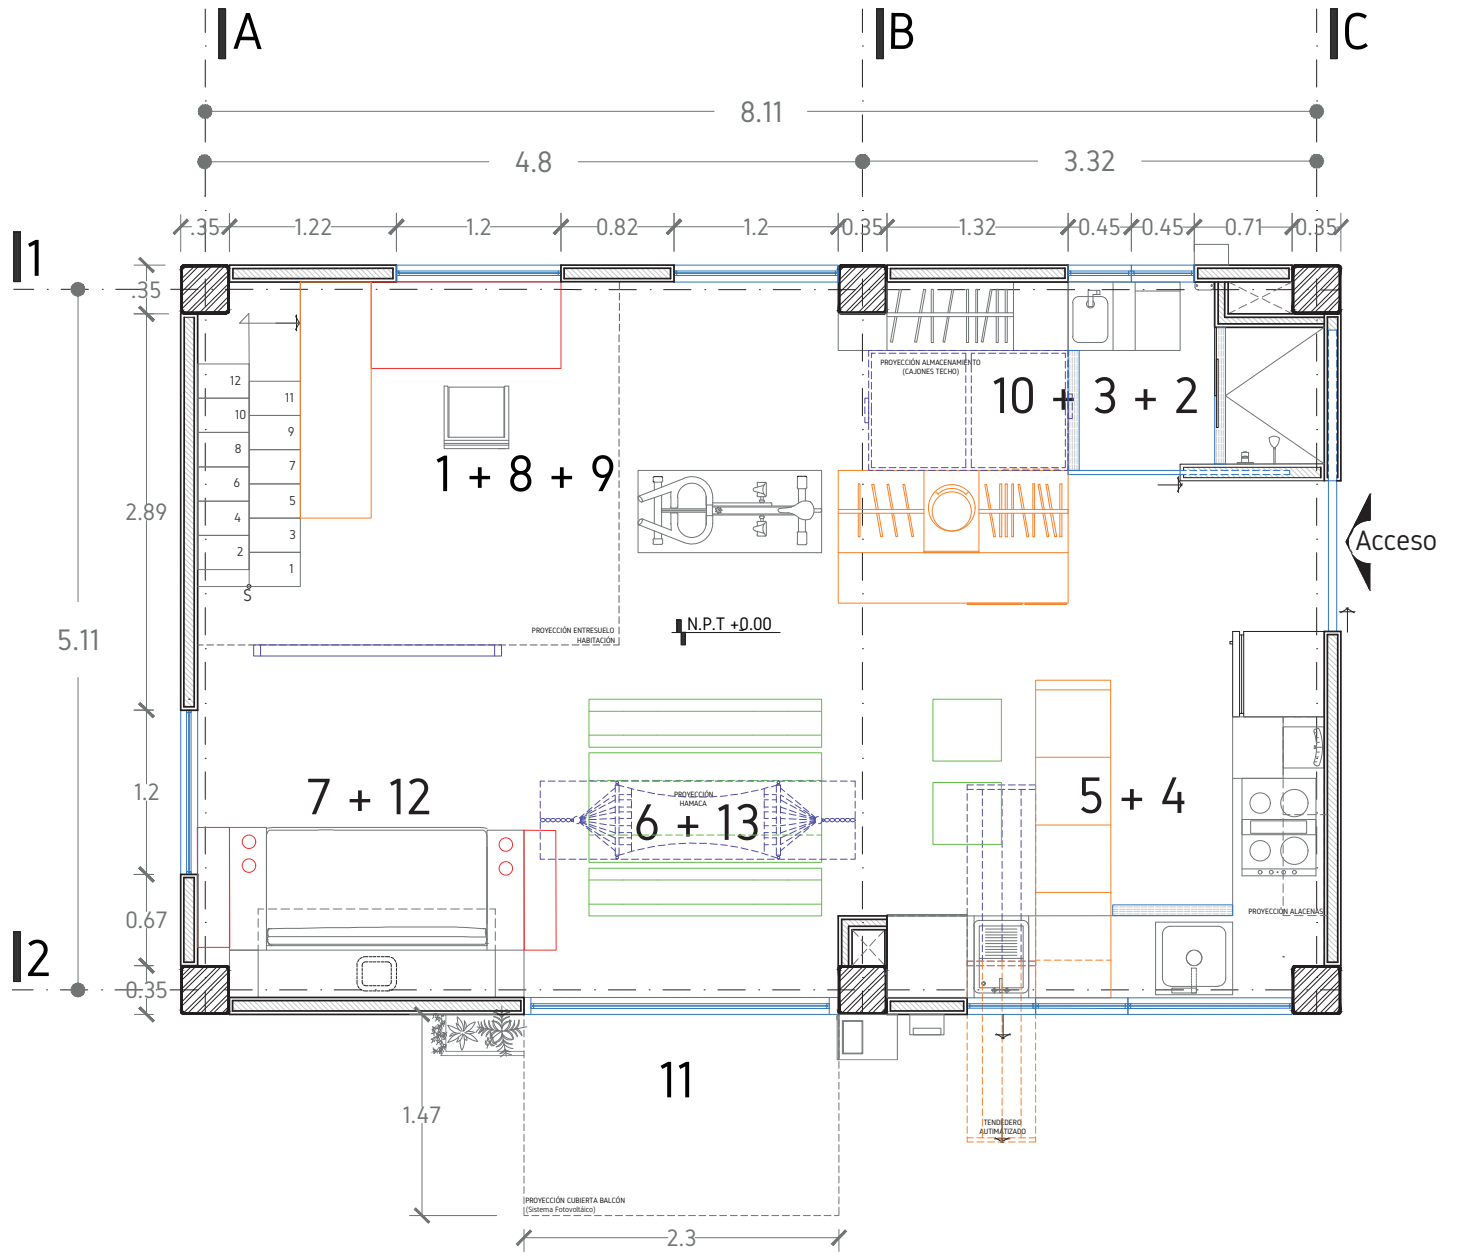 A B C
8.11
4.8 3.32
.35 1.22 1.2 0.82 1.2 0.35 1.32 0.45 0.45 0.71 0.35
1
.35
PROYECCIÓN ALMACENAMIENTO
(CAJONES TECHO)
12
11
10
9
8
7
6
5
4
3
2
1
S
10 + 3 + 2
1 + 8 + 9
2.89
Acceso
5.11
N.P.T +0.00
PROYECCIÓN ENTRESUELO
HABITACIÓN
1.2
7 + 12
PROYECCIÓN
HAMACA
6 + 13
5 + 4
0.67
PROYECCIÓN ALACENAS
2
0.35
11
1.47
TENDEDERO
AUTIMATIZADO
PROYECCIÓN CUBIERTA BALCÓN
(Sistema Fotovoltáico)
2.3